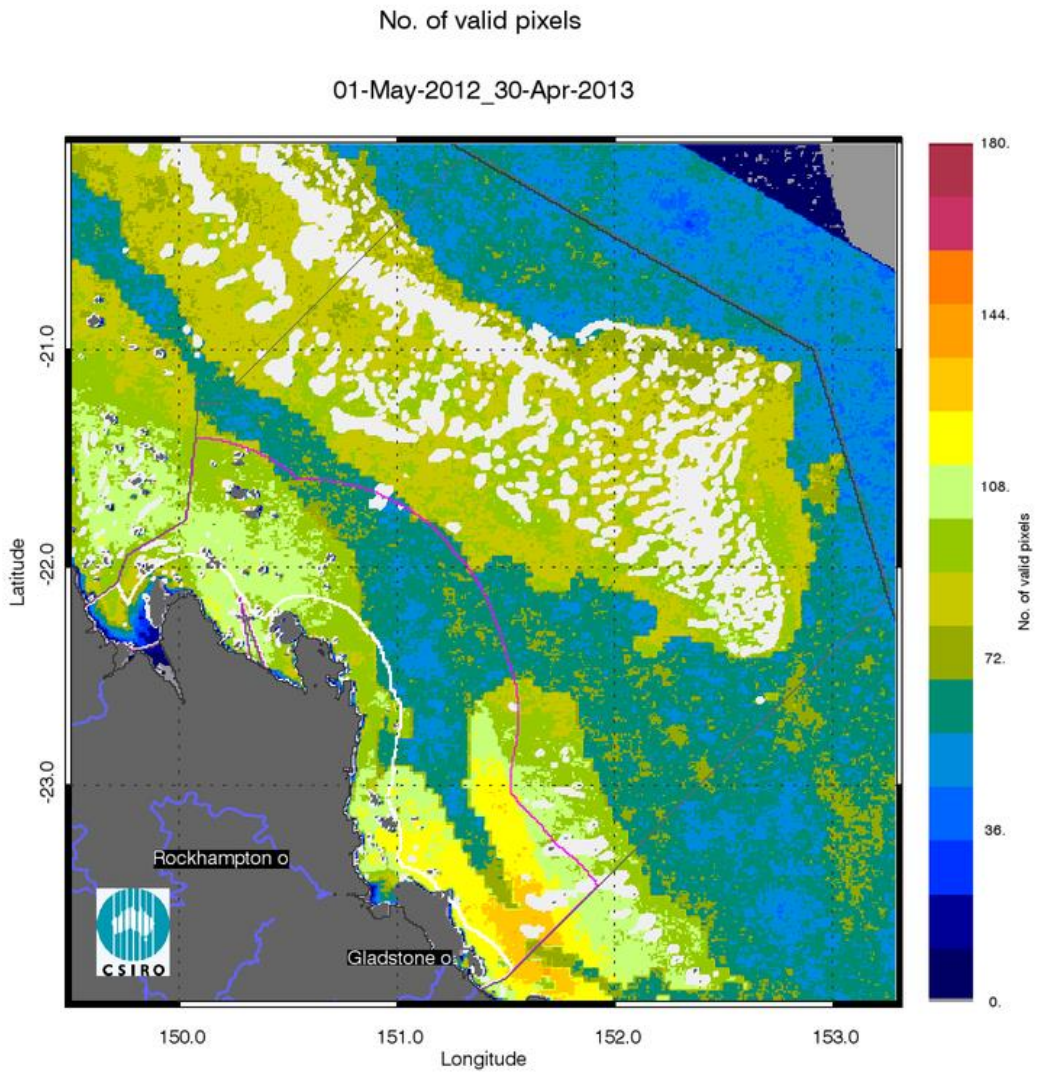 No. of valid pixels
01-May-2012_30-Apr-2013
Latitude
-21.0
-22.0
-23.0
Rockhampton o
Gladstone o
CSIRO
150.0 151.0 152.0 153.0
Longitude
180.
144.
108.
72.
36.
0.
No. of valid pixels